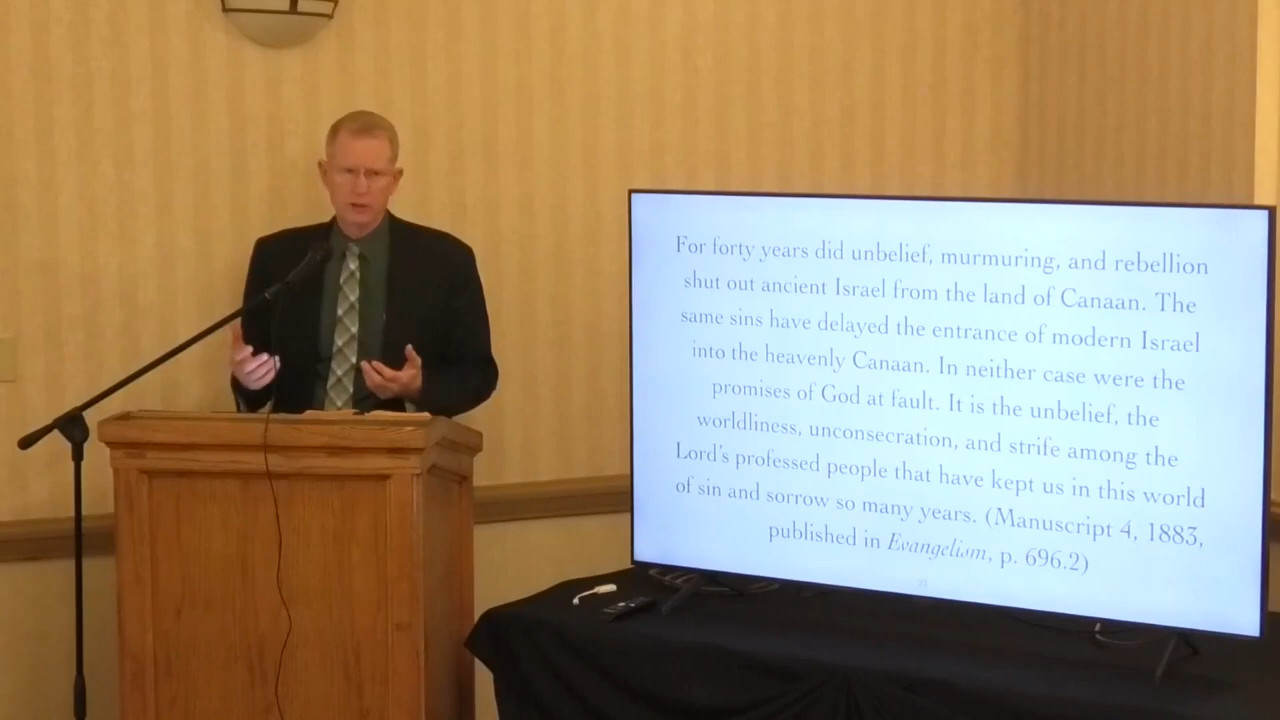 For forty years did unbelief, murmuring, and rebellion
shut out ancient Israel from the land of Canaan. The
same sins have delayed the entrance of modern Israel
into the heavenly Canaan. In neither case were the
promises of God at fault. It is the unbelief, the
worldliness, unconsecration, and strife among the
Lord's professed people that have kept us in this world
of sin and sorrow so many years. (Manuscript 4, 1883,
published in Evangelism, p. 696.2)